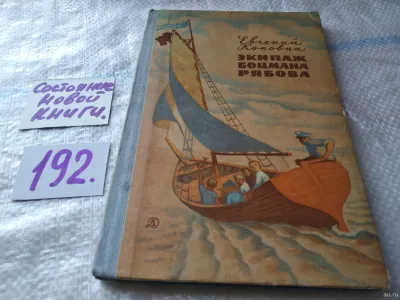 Состояние
новой
книги.
192.
Евгений
Коковин
ЭКИПАЖ
БОЦМАНА
РЯБОВА